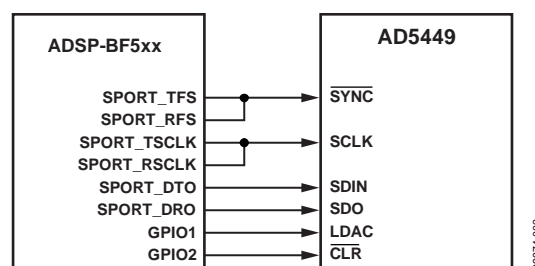 ADSP-BF5xx
AD5449
SPORT_TFS
SYNC
SPORT_RFS
SPORT_TSCLK
SCLK
SPORT_RSCLK
SPORT_DTO
SDIN
SPORT_DRO
SDO
GPIO1
LDAC
GPIO2
CLR